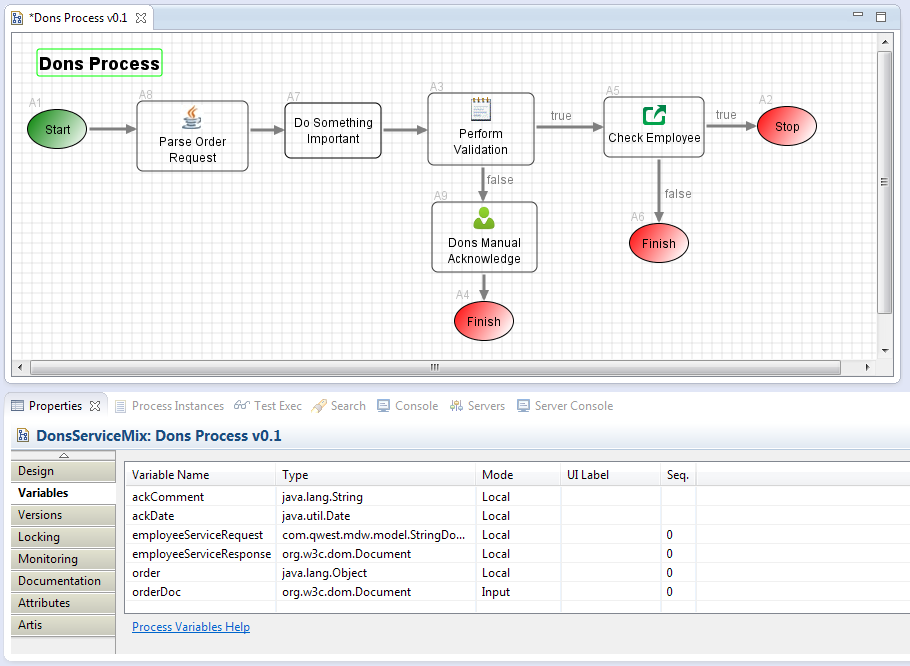 *Dons Process v0.1
Dons Process
A1
Start
A8
Parse Order
Request
A7
Do Something
Important
A3
Perform
Validation
true
A5
Check Employee
true
A2
Stop
false
A9
Dons Manual
Acknowledge
A4
Finish
false
A6
Finish
Properties Process Instances Test Exec Search Console Servers Server Console
DonsServiceMix: Dons Process v0.1
Design
Variables
Versions
Locking
Monitoring
Documentation
Attributes
Artis
Variable Name Type Mode UI Label Seq.
ackComment java.lang.String Local
ackDate java.util.Date Local
employeeServiceRequest com.qwest.mdw.model.StringDo... Local 0
employeeServiceResponse org.w3c.dom.Document Local 0
order java.lang.Object Local 0
orderDoc org.w3c.dom.Document Input 0
Process Variables Help